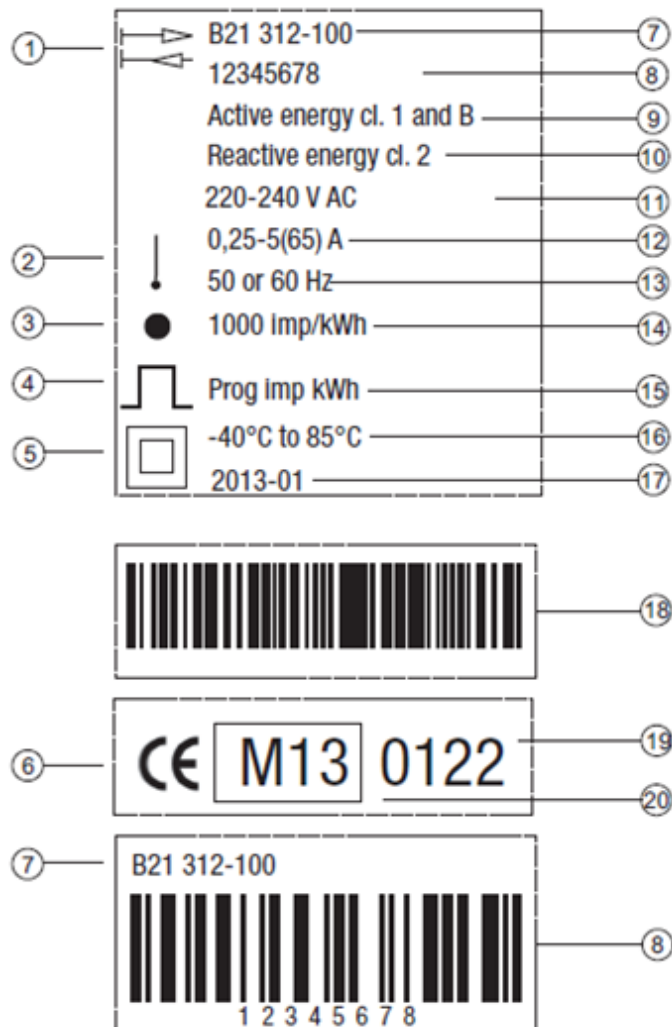 1
B21 312-100
7
12345678
8
Active energy cl. 1 and B
9
Reactive energy cl. 2
10
220-240 V AC
11
0,25-5(65) A
12
2
50 or 60 Hz
13
3
1000 imp/kWh
14
4
Prog imp kWh
15
5
-40°C to 85°C
16
2013-01
17
18
6
CE M13 0122
19
20
7
B21 312-100
8
1 2 3 4 5 6 7 8